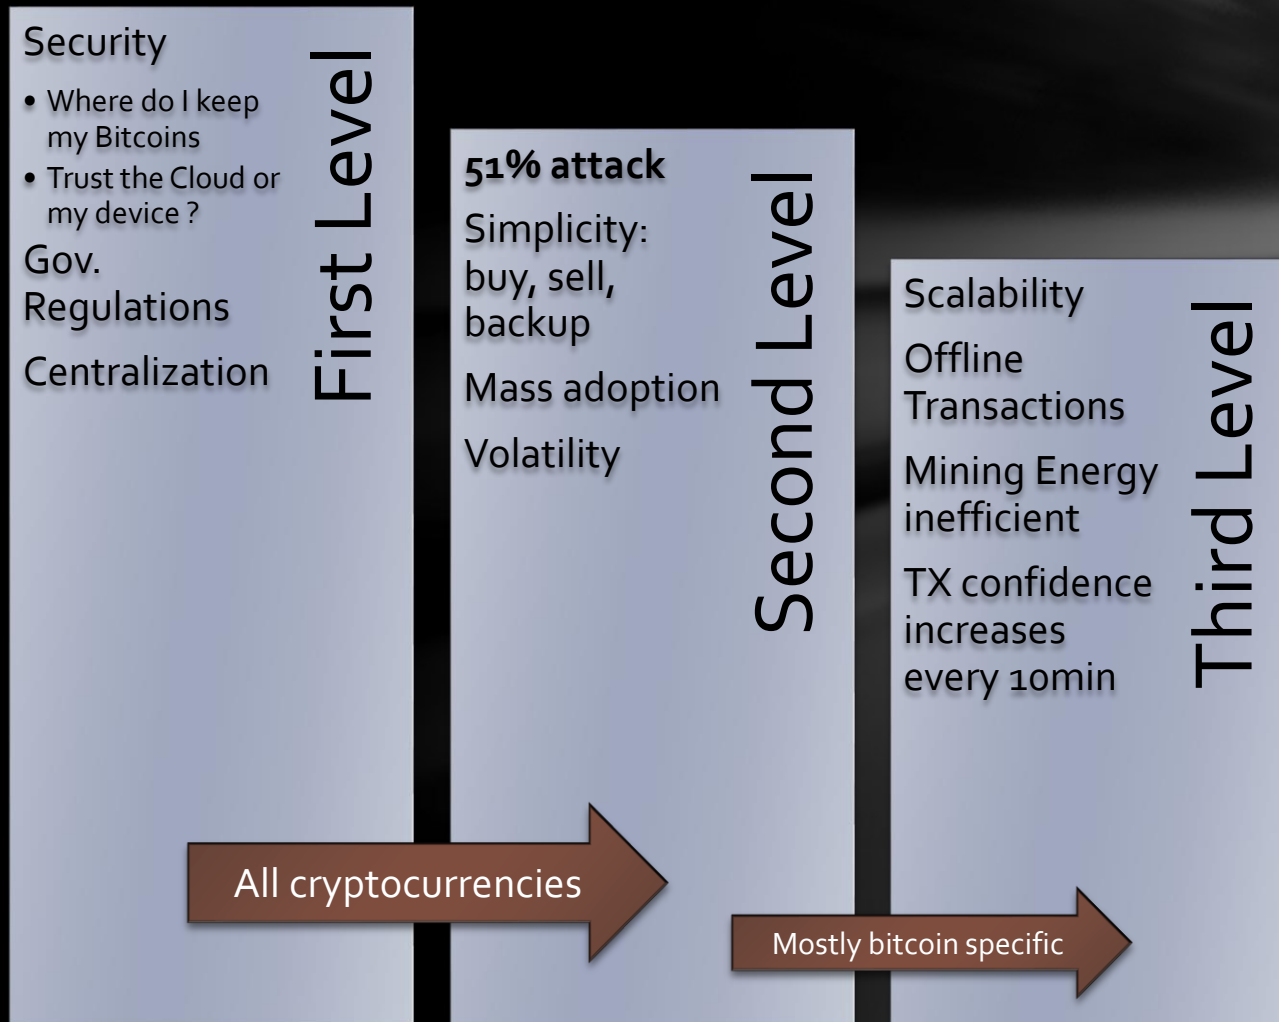 Security
• Where do I keep
my Bitcoins
• Trust the Cloud or
my device ?
Gov.
Regulations
Centralization
First Level
51% attack
Simplicity:
buy, sell,
backup
Mass adoption
Volatility
Second Level
Scalability
Offline
Transactions
Mining Energy
inefficient
TX confidence
increases
every 10min
Third Level
All cryptocurrencies
Mostly bitcoin specific